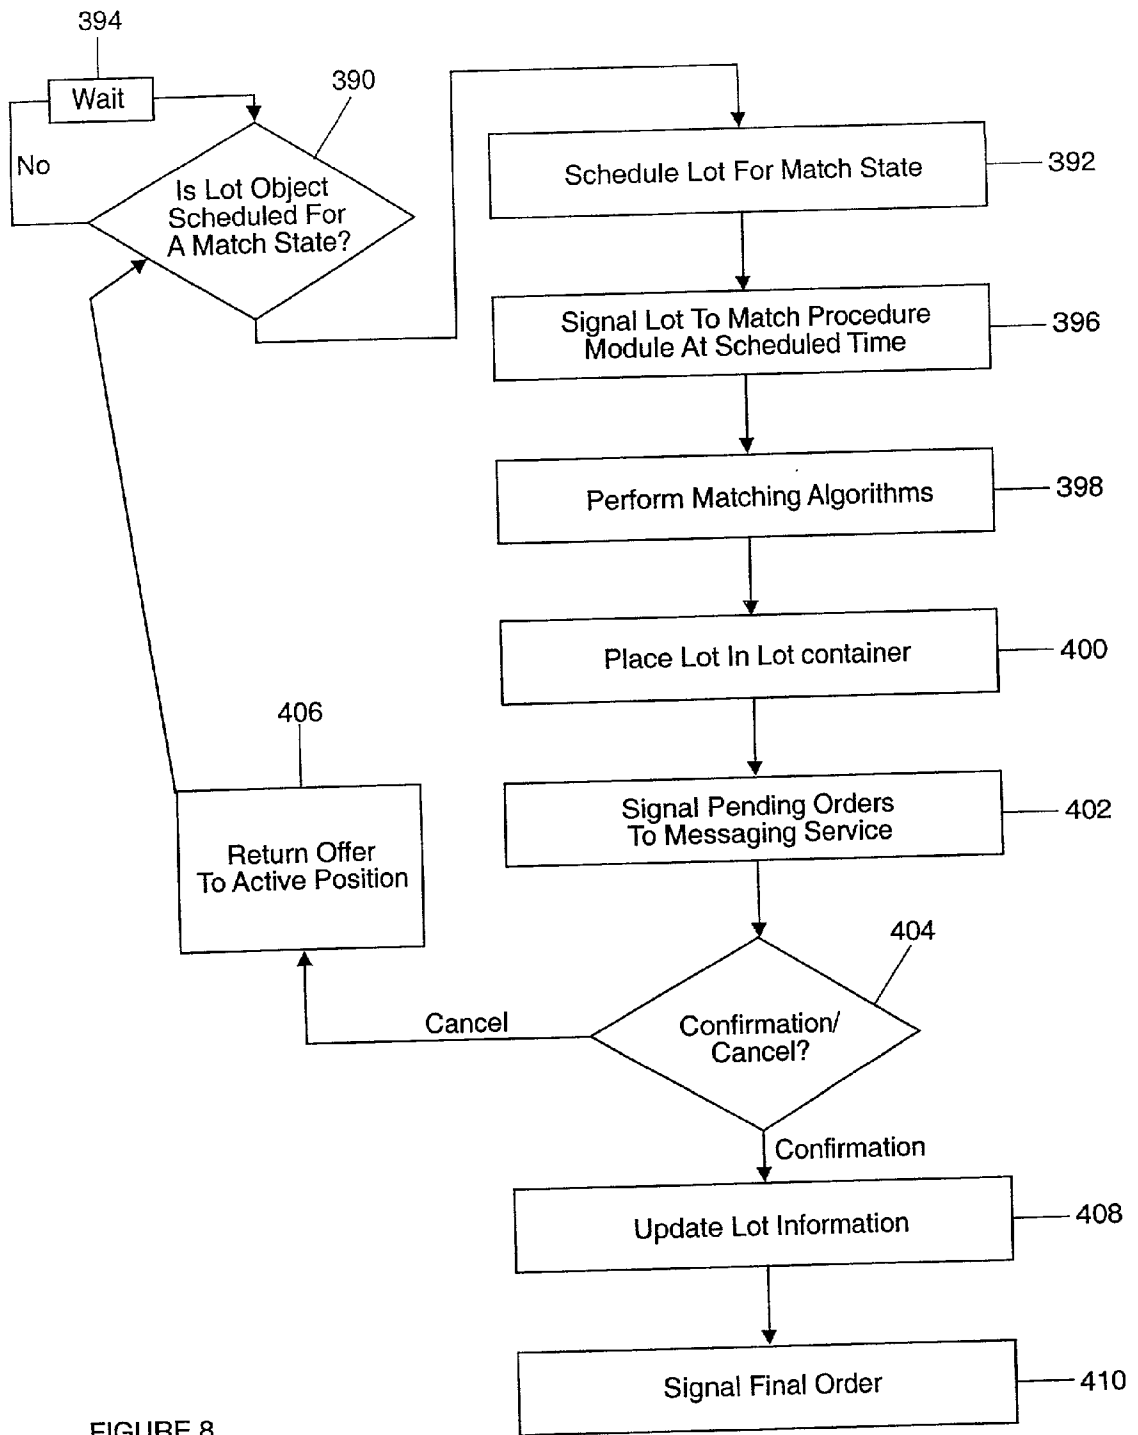 394
Wait
390
No
Is Lot Object
Scheduled For
A Match State?
Schedule Lot For Match State
392
Signal Lot To Match Procedure
Module At Scheduled Time
396
Perform Matching Algorithms
398
Place Lot In Lot container
400
406
Return Offer
To Active Position
Signal Pending Orders
To Messaging Service
402
404
Cancel
Confirmation/
Cancel?
Confirmation
Update Lot Information
408
Signal Final Order
410
FIGURE 8